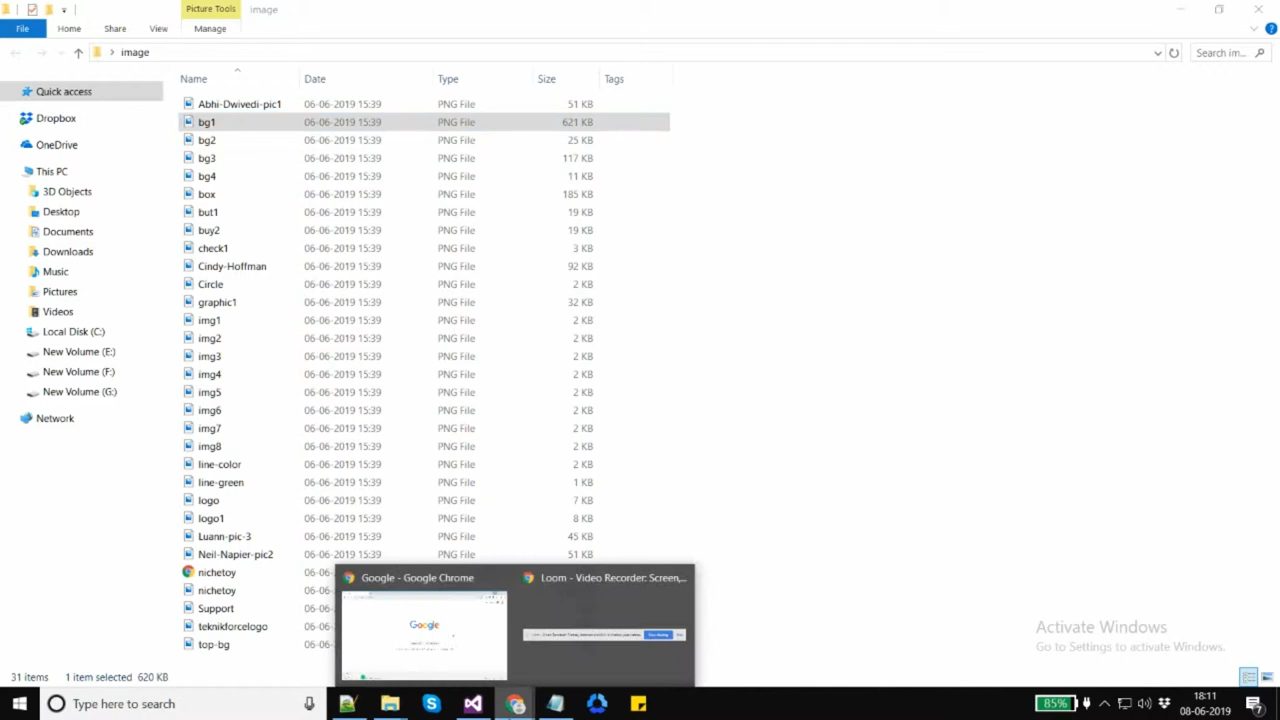 Picture Tools image
File Home Share View Manage
image Search im...
Name Date Type Size Tags
Quick access
Dropbox
OneDrive
This PC
3D Objects
Desktop
Documents
Downloads
Music
Pictures
Videos
Local Disk (C:)
New Volume (E:)
New Volume (F:)
New Volume (G:)
Network
Abhi-Dwivedi-pic1 06-06-2019 15:39 PNG File 51 KB
bg1 06-06-2019 15:39 PNG File 621 KB
bg2 06-06-2019 15:39 PNG File 25 KB
bg3 06-06-2019 15:39 PNG File 117 KB
bg4 06-06-2019 15:39 PNG File 11 KB
box 06-06-2019 15:39 PNG File 185 KB
but1 06-06-2019 15:39 PNG File 19 KB
buy2 06-06-2019 15:39 PNG File 19 KB
check1 06-06-2019 15:39 PNG File 3 KB
Cindy-Hoffman 06-06-2019 15:39 PNG File 92 KB
Circle 06-06-2019 15:39 PNG File 2 KB
graphic1 06-06-2019 15:39 PNG File 32 KB
img1 06-06-2019 15:39 PNG File 2 KB
img2 06-06-2019 15:39 PNG File 2 KB
img3 06-06-2019 15:39 PNG File 2 KB
img4 06-06-2019 15:39 PNG File 2 KB
img5 06-06-2019 15:39 PNG File 2 KB
img6 06-06-2019 15:39 PNG File 2 KB
img7 06-06-2019 15:39 PNG File 2 KB
img8 06-06-2019 15:39 PNG File 2 KB
line-color 06-06-2019 15:39 PNG File 2 KB
line-green 06-06-2019 15:39 PNG File 1 KB
logo 06-06-2019 15:39 PNG File 7 KB
logo1 06-06-2019 15:39 PNG File 8 KB
Luann-pic-3 06-06-2019 15:39 PNG File 45 KB
Neil-Napier-pic2 06-06-2019 15:39 PNG File 51 KB
nichetoy 06-
nichetoy 06-
Support 06-
teknikforcelogo 06-
top-bg 06-
Google - Google Chrome Loom - Video Recorder: Screen,...
Google
Activate Windows
Go to Settings to activate Windows.
31 items 1 item selected 620 KB
Type here to search 85% 18:11
08-06-2019